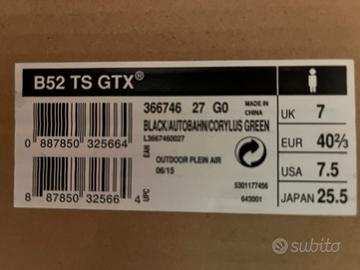 B52 TS GTX®
366746 27 G0
MADE IN CHINA
BLACK/AUTOBAHN/CORYLUS GREEN
L3667460027
0 887850 325664
EAN
OUTDOOR PLEIN AIR
06/15
8 87850 32566 4
UPC
5301177456
643001
UK 7
EUR 40⅔
USA 7.5
JAPAN 25.5
subito